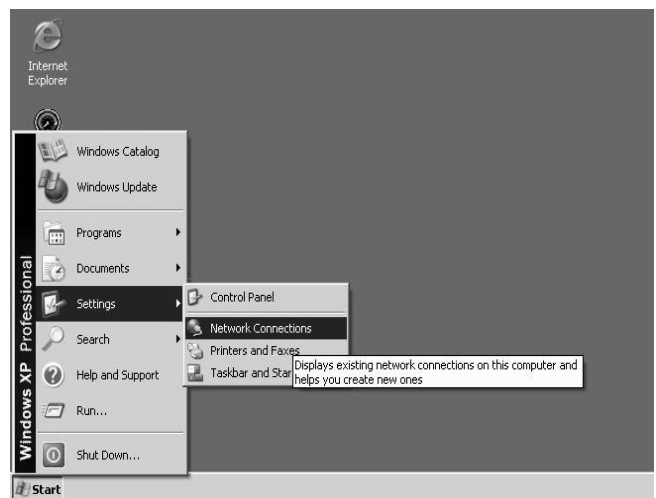 Internet
Explorer
Windows Catalog
Windows Update
Programs
Documents
Settings
Search
Help and Support
Run...
Shut Down...
Windows XP Professional
Control Panel
Network Connections
Printers and Faxes
Taskbar and Star
Displays existing network connections on this computer and
helps you create new ones
Start